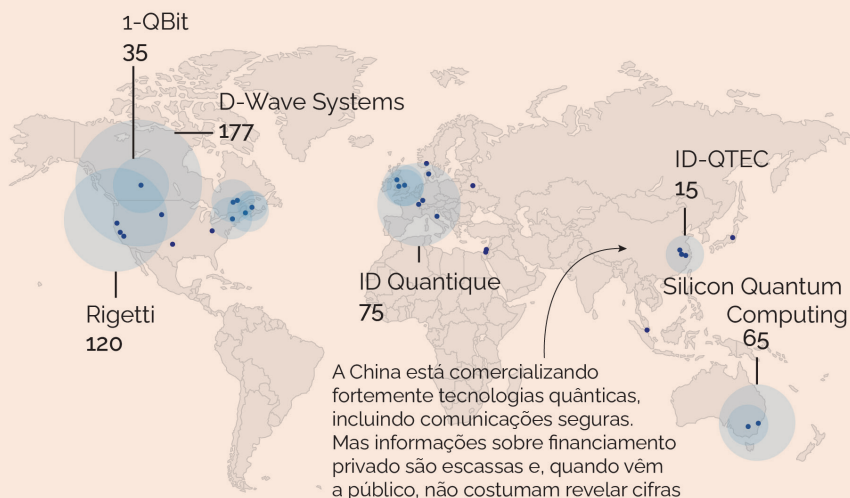 1-QBit
35
D-Wave Systems
177
Rigetti
120
ID Quantique
75
ID-QTEC
15
Silicon Quantum
Computing
65
A China está comercializando
fortemente tecnologias quânticas,
incluindo comunicações seguras.
Mas informações sobre financiamento
privado são escassas e, quando vêm
a público, não costumam revelar cifras